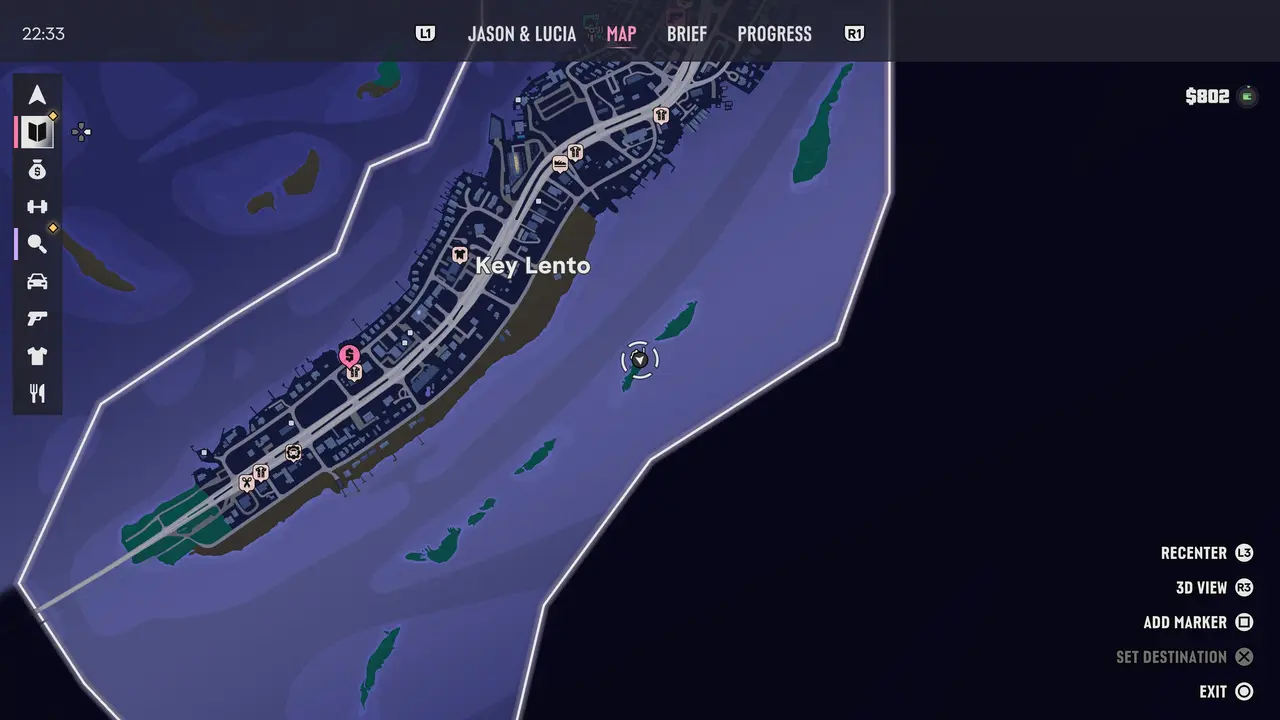 22:33
L1 JASON & LUCIA MAP BRIEF PROGRESS R1
$802
Key Lento
RECENTER L3
3D VIEW R3
ADD MARKER
SET DESTINATION
EXIT